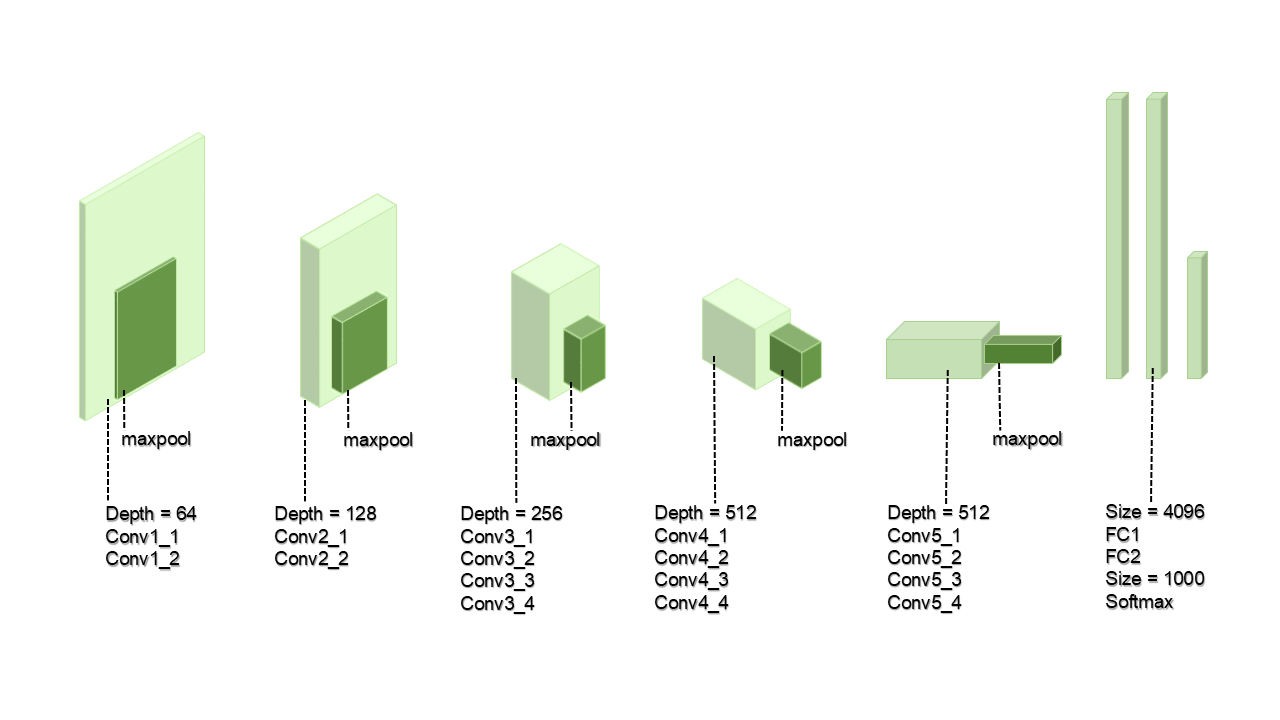 maxpool
Depth = 64
Conv1_1
Conv1_2
maxpool
Depth = 128
Conv2_1
Conv2_2
maxpool
Depth = 256
Conv3_1
Conv3_2
Conv3_3
Conv3_4
maxpool
Depth = 512
Conv4_1
Conv4_2
Conv4_3
Conv4_4
maxpool
Depth = 512
Conv5_1
Conv5_2
Conv5_3
Conv5_4
Size = 4096
FC1
FC2
Size = 1000
Softmax